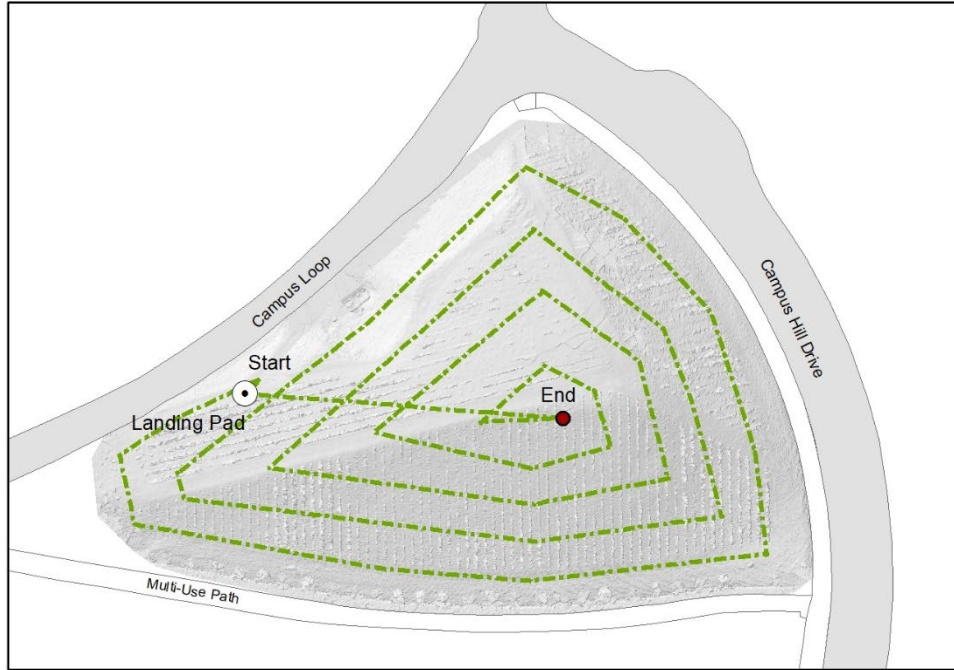 Campus Loop
Campus Hill Drive
Start
Landing Pad
End
Multi-Use Path